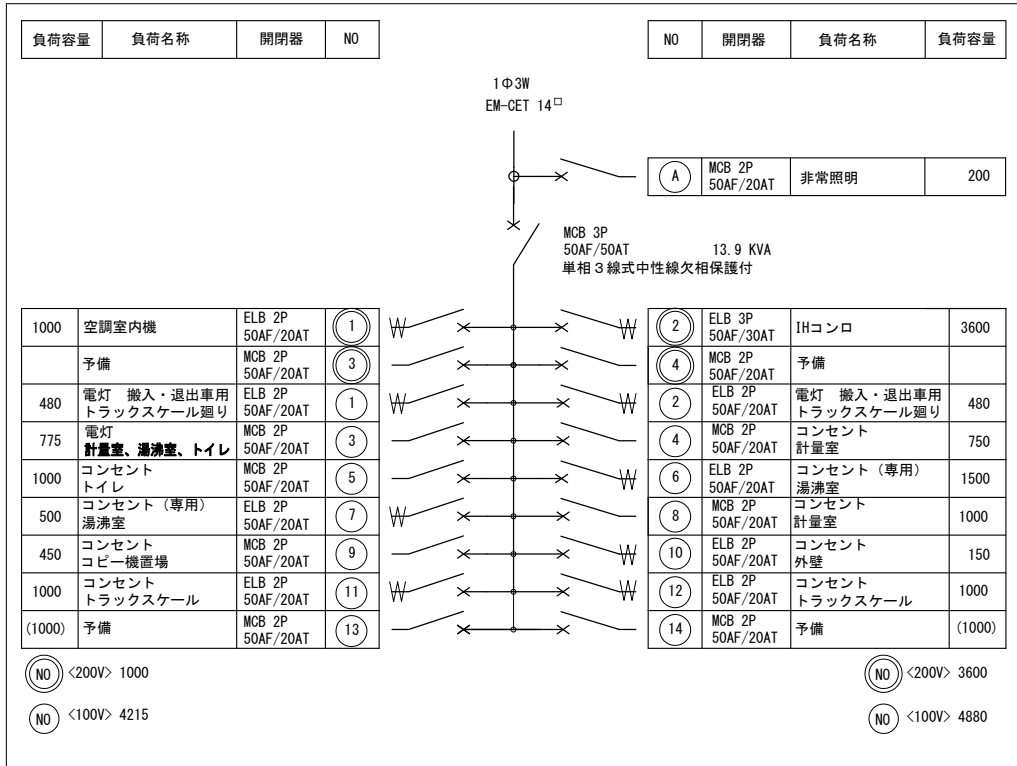 負荷容量 負荷名称 開閉器 NO
NO 開閉器 負荷名称 負荷容量
1Φ3W
EM-CET 14□
A MCB 2P 50AF/20AT 非常照明 200
MCB 3P
50AF/50AT 13.9 KVA
単相3線式中性線欠相保護付
1000 空調室内機 ELB 2P 50AF/20AT 1
2 ELB 3P 50AF/30AT IHコンロ 3600
予備 MCB 2P 50AF/20AT 3
4 MCB 2P 50AF/20AT 予備
480 電灯 搬入・退出車用 トラックスケール廻り ELB 2P 50AF/20AT 1
2 ELB 2P 50AF/20AT 電灯 搬入・退出車用 トラックスケール廻り 480
775 電灯 計量室、湯沸室、トイレ MCB 2P 50AF/20AT 3
4 MCB 2P 50AF/20AT コンセント 計量室 750
1000 コンセント トイレ MCB 2P 50AF/20AT 5
6 ELB 2P 50AF/20AT コンセント(専用) 湯沸室 1500
500 コンセント(専用) 湯沸室 ELB 2P 50AF/20AT 7
8 MCB 2P 50AF/20AT コンセント 計量室 1000
450 コンセント コピー機置場 MCB 2P 50AF/20AT 9
10 ELB 2P 50AF/20AT コンセント 外壁 150
1000 コンセント トラックスケール ELB 2P 50AF/20AT 11
12 ELB 2P 50AF/20AT コンセント トラックスケール 1000
(1000) 予備 MCB 2P 50AF/20AT 13
14 MCB 2P 50AF/20AT 予備 (1000)
NO <200V> 1000
NO <200V> 3600
NO <100V> 4215
NO <100V> 4880